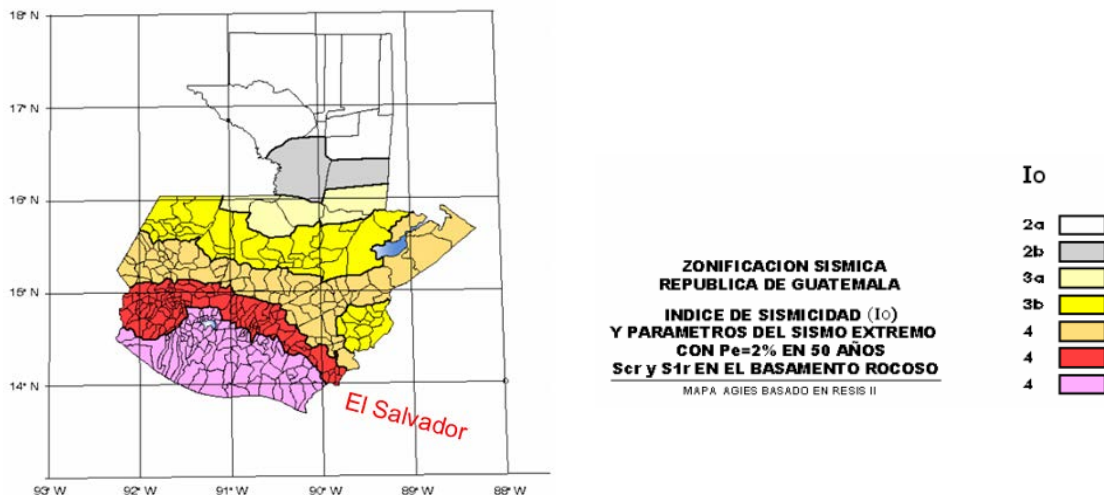 18° N
17° N
16° N
15° N
14° N
El Salvador
93° W
92° W
91° W
90° W
89° W
88° W
ZONIFICACION SISMICA
REPUBLICA DE GUATEMALA
INDICE DE SISMICIDAD (Io)
Y PARAMETROS DEL SISMO EXTREMO
CON Pe=2% EN 50 AÑOS
Scr y S1r EN EL BASAMENTO ROCOSO
MAPA AGIES BASADO EN RESIS II
Io
2a
2b
3a
3b
4
4
4